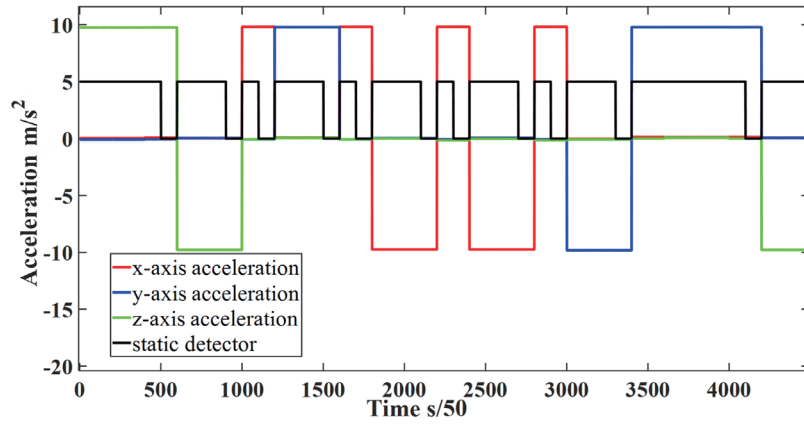 Acceleration m/s²
10
5
0
-5
-10
-15
-20
x-axis acceleration
y-axis acceleration
z-axis acceleration
static detector
0 500 1000 1500 2000 2500 3000 3500 4000
Time s/50